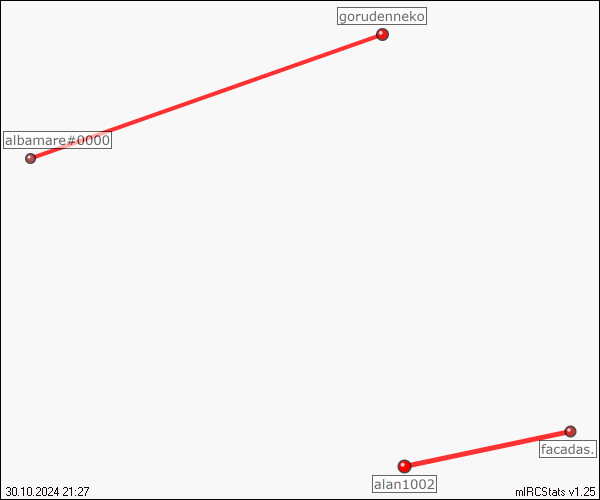 gorudenneko
albamare#0000
facadas.
alan1002
30.10.2024 21:27
mIRCStats v1.25